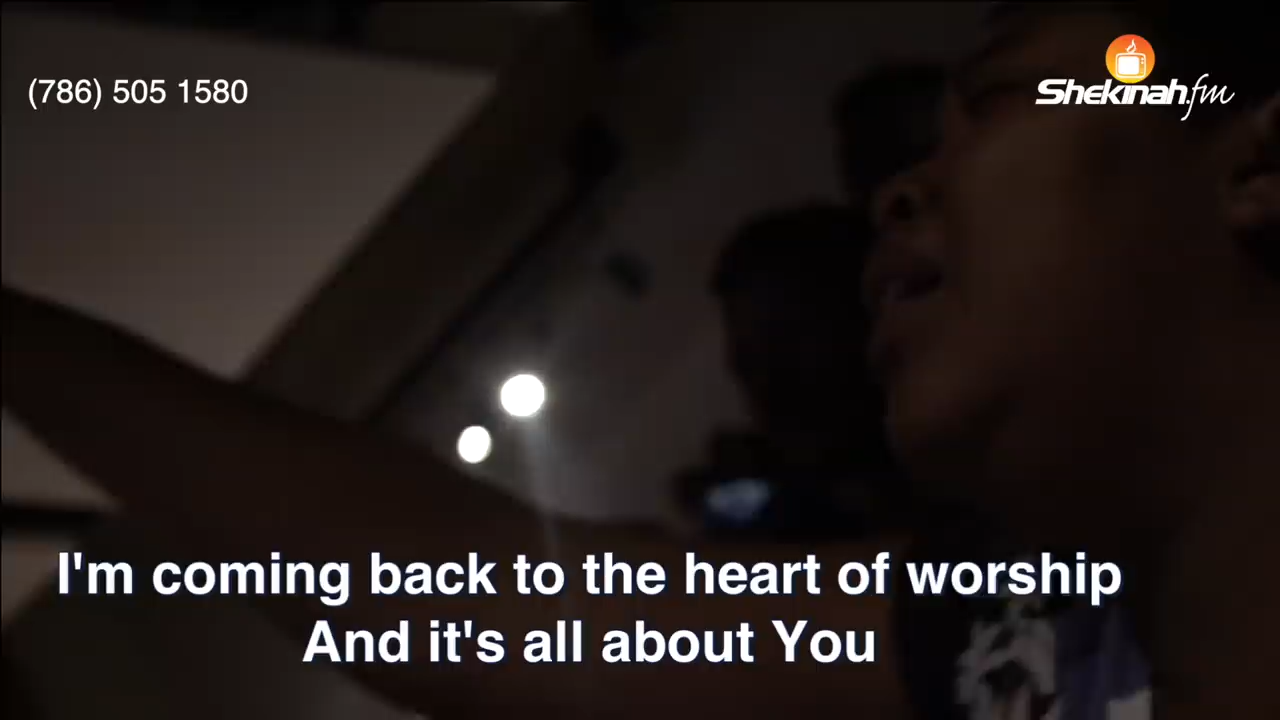 (786) 505 1580
Shekinah.fm
I'm coming back to the heart of worship
And it's all about You